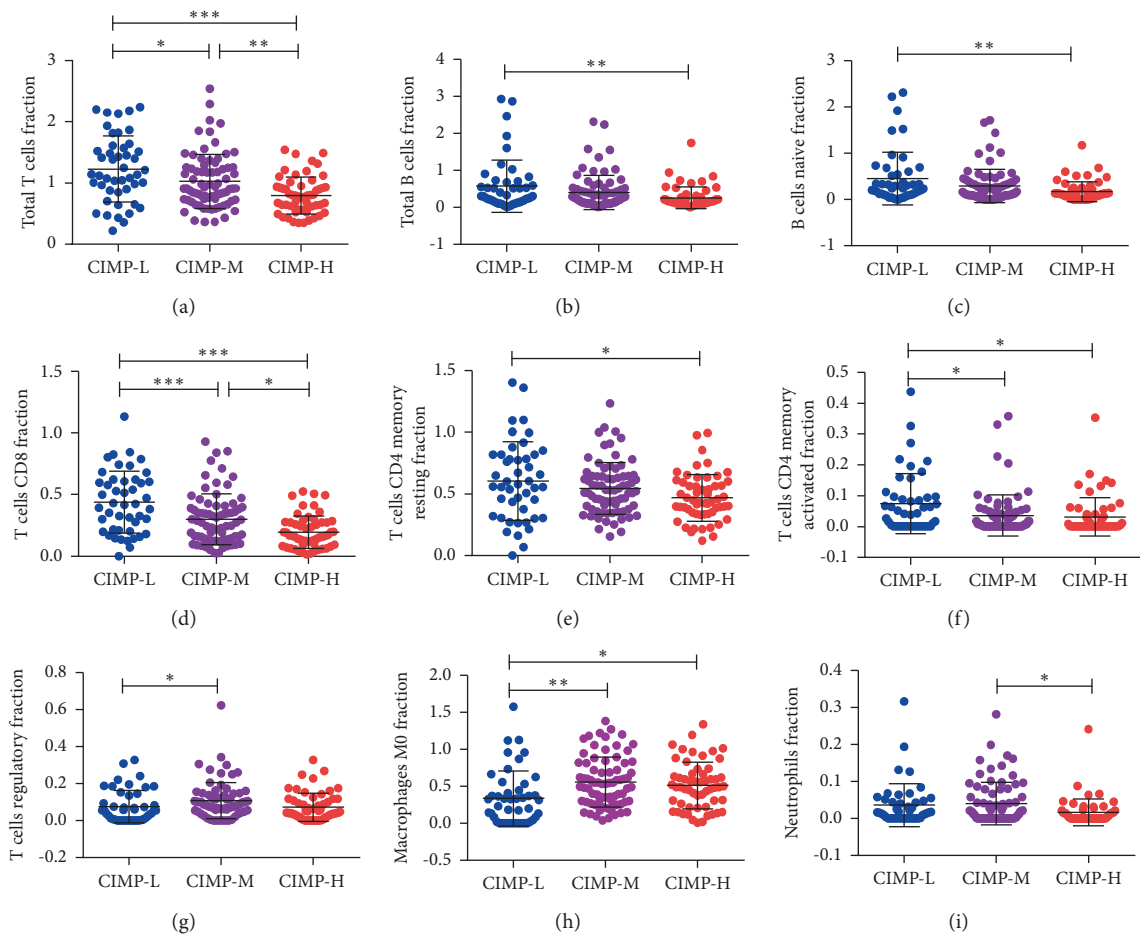 ***
*
**
3
2
1
0
Total T cells fraction
CIMP-L
CIMP-M
CIMP-H
(a)
**
4
3
2
1
0
-1
Total B cells fraction
CIMP-L
CIMP-M
CIMP-H
(b)
**
3
2
1
0
-1
B cells naive fraction
CIMP-L
CIMP-M
CIMP-H
(c)
***
***
*
1.5
1.0
0.5
0.0
T cells CD8 fraction
CIMP-L
CIMP-M
CIMP-H
(d)
*
1.5
1.0
0.5
0.0
T cells CD4 memory
resting fraction
CIMP-L
CIMP-M
CIMP-H
(e)
*
*
0.5
0.4
0.3
0.2
0.1
0.0
-0.1
T cells CD4 memory
activated fraction
CIMP-L
CIMP-M
CIMP-H
(f)
*
0.8
0.6
0.4
0.2
0.0
-0.2
T cells regulatory fraction
CIMP-L
CIMP-M
CIMP-H
(g)
*
**
2.0
1.5
1.0
0.5
0.0
-0.5
Macrophages M0 fraction
CIMP-L
CIMP-M
CIMP-H
(h)
*
0.4
0.3
0.2
0.1
0.0
-0.1
Neutrophils fraction
CIMP-L
CIMP-M
CIMP-H
(i)